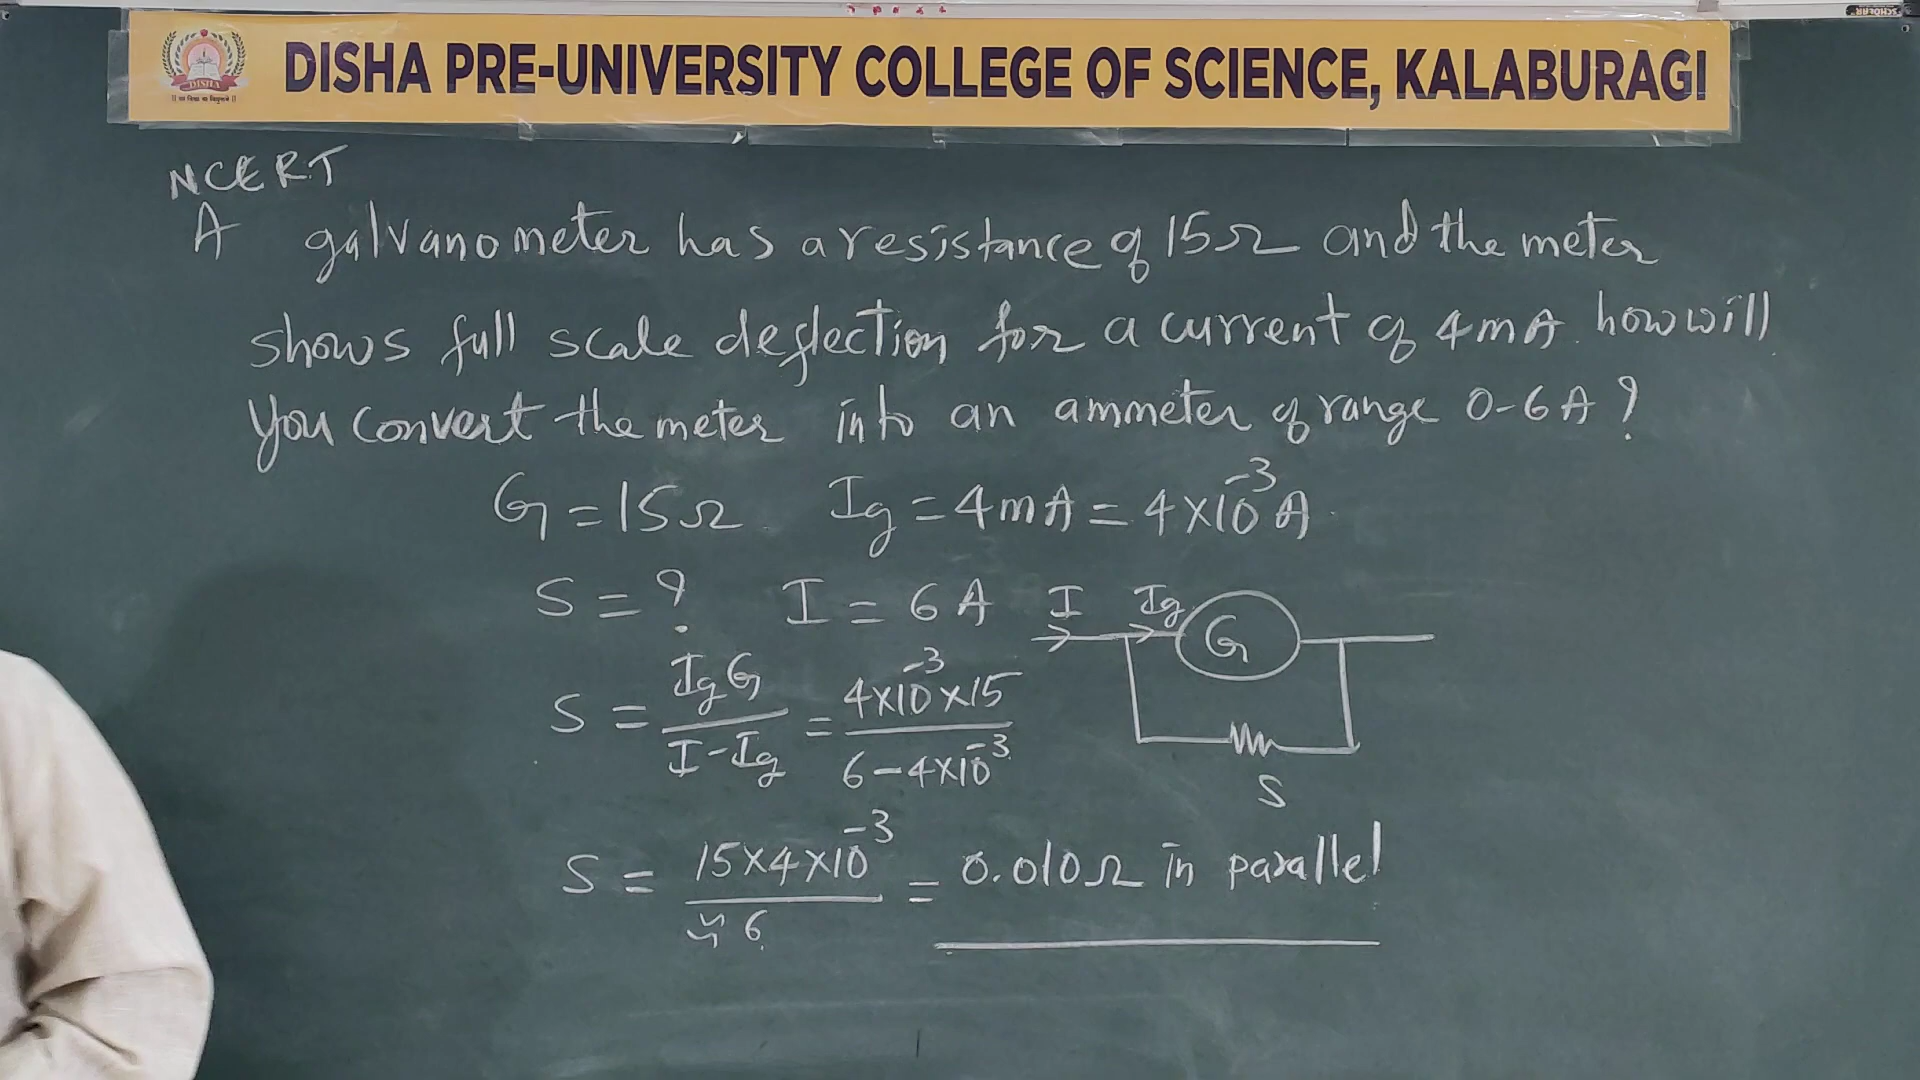 DISHA PRE-UNIVERSITY COLLEGE OF SCIENCE, KALABURAGI
DISHA
NCERT
A galvanometer has a resistance of 15Ω and the meter
shows full scale deflection for a current of 4mA. how will
you convert the meter into an ammeter of range 0-6A?
G = 15Ω Ig = 4mA = 4×10⁻³A
S = ? I = 6A
I Ig G
S = IgG / I-Ig = 4×10⁻³×15 / 6-4×10⁻³
S
S = 15×4×10⁻³ / ≈6 = 0.010Ω in parallel